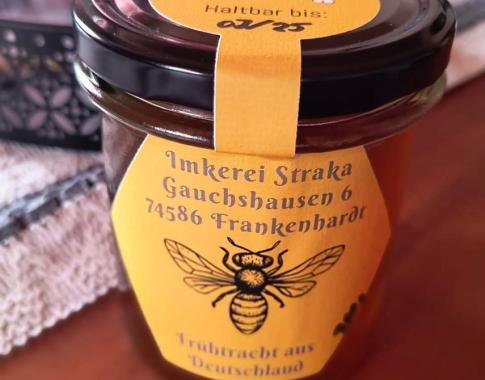 Haltbar bis:
Imkerei Straka
Gauchshausen 6
74586 Frankenhardt
Frühtracht aus
Deutschland